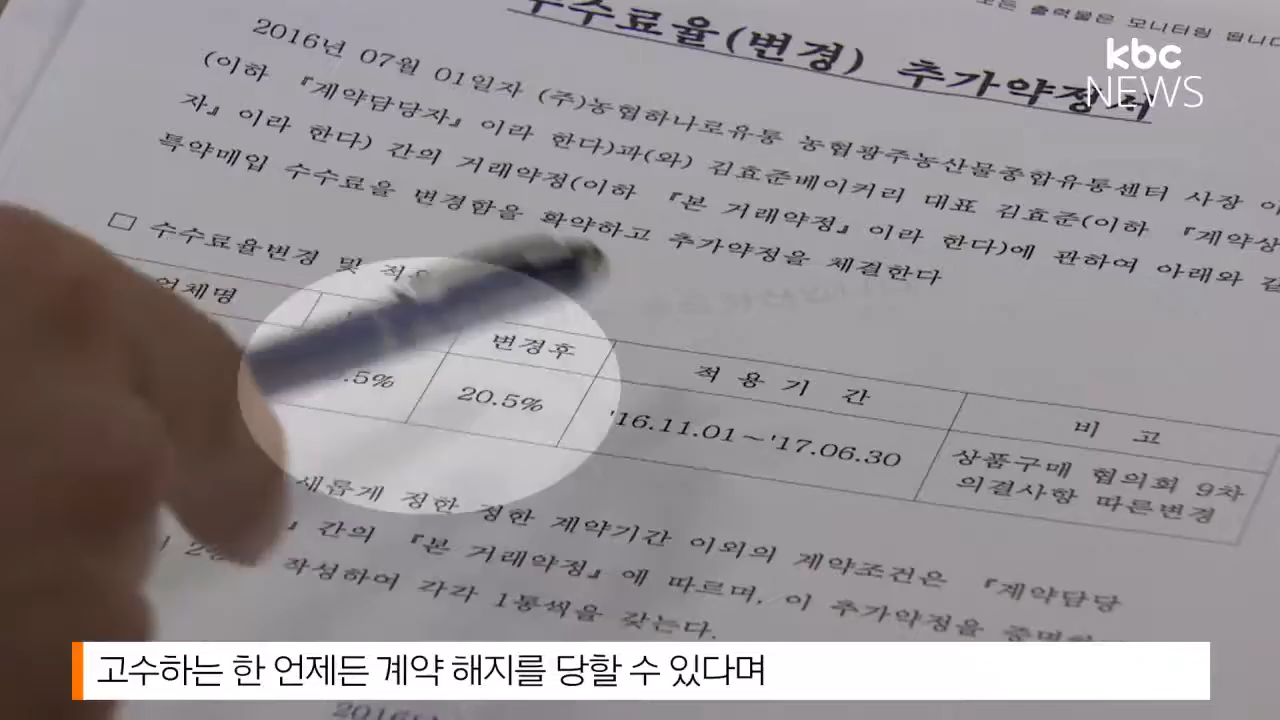 모든 출력물은 모니터링 됩니다
수수료율(변경) 추가약정서
kbc
NEWS
2016년 07월 01일자 (주)농협하나로유통 농협광주농산물종합유통센터 사장
(이하 『계약담당자』이라 한다)과(와) 김효준베이커리 대표 김효준(이하 『계약상
자』이라 한다) 간의 거래약정(이하 『본 거래약정』이라 한다)에 관하여 아래와
특약매입 수수료율 변경함을 확약하고 추가약정을 체결한다
□ 수수료율변경 및
업체명 변경후 적 용 기 간 비 고
.5% 20.5% '16.11.01～'17.06.30 상품구매 협의회 9차
의결사항 따른변경
새롭게 정한 정한 계약기간 이외의 계약조건은 『계약담당
』 간의 『본 거래약정』에 따르며, 이 추가약정을
작성하여 각각 1통씩을 갖는다.
고수하는 한 언제든 계약 해지를 당할 수 있다며
2016년